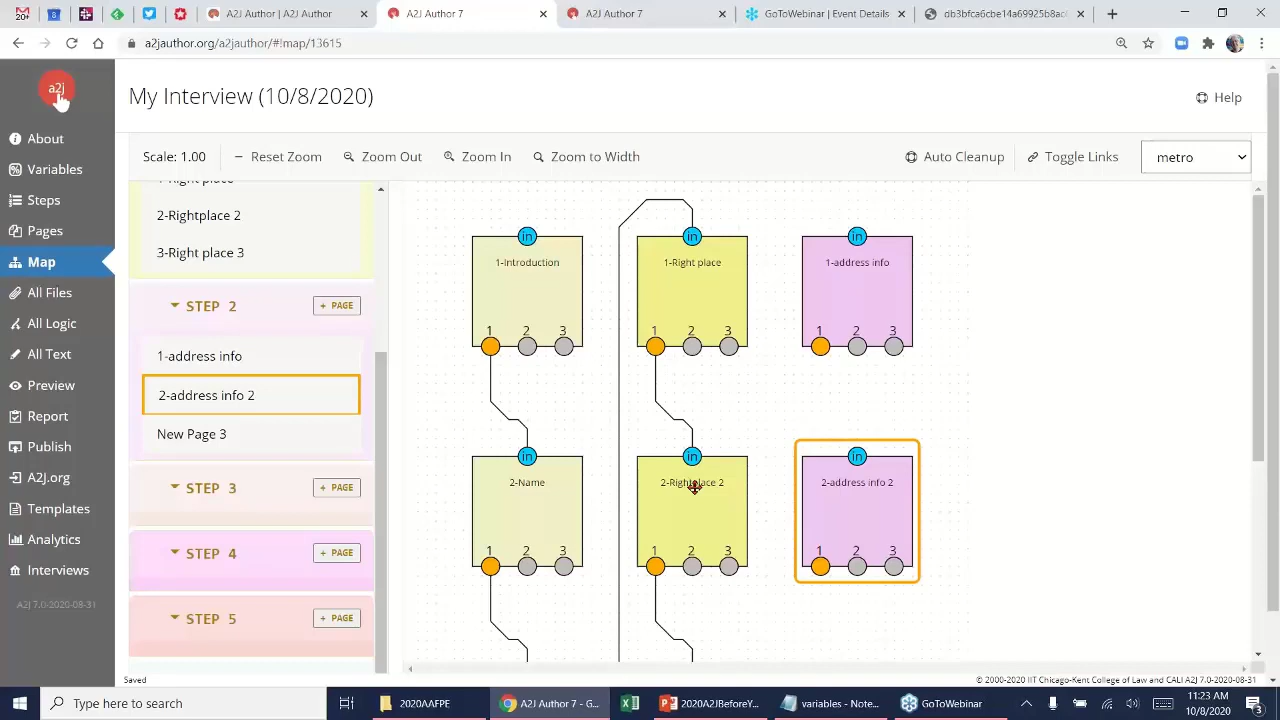 20+
8
A2J Author | A2J Author
A2J Author 7
A2J Author 7
GoToWebinar | Event Details
db3bfca6cbe14a69925b8ac
a2jauthor.org/a2jauthor/#!map/13615
a2j
My Interview (10/8/2020)
Help
About
Variables
Steps
Pages
Map
All Files
All Logic
All Text
Preview
Report
Publish
A2J.org
Templates
Analytics
Interviews
A2J 7.0-2020-08-31
Scale: 1.00
Reset Zoom
Zoom Out
Zoom In
Zoom to Width
Auto Cleanup
Toggle Links
metro
1-Right place
2-Rightplace 2
3-Right place 3
STEP 2
+ PAGE
1-address info
2-address info 2
New Page 3
STEP 3
+ PAGE
STEP 4
+ PAGE
STEP 5
+ PAGE
in
in
in
1-Introduction
1-Right place
1-address info
1 2 3
1 2 3
1 2 3
in
in
in
2-Name
2-Rightplace 2
2-address info 2
1 2 3
1 2 3
1 2 3
Saved
© 2000-2020 IIT Chicago-Kent College of Law and CALI A2J 7.0-2020-08-31
Type here to search
2020AAFPE
A2J Author 7 - G...
2020A2JBeforeY...
variables - Note...
GoToWebinar
11:23 AM
10/8/2020
3